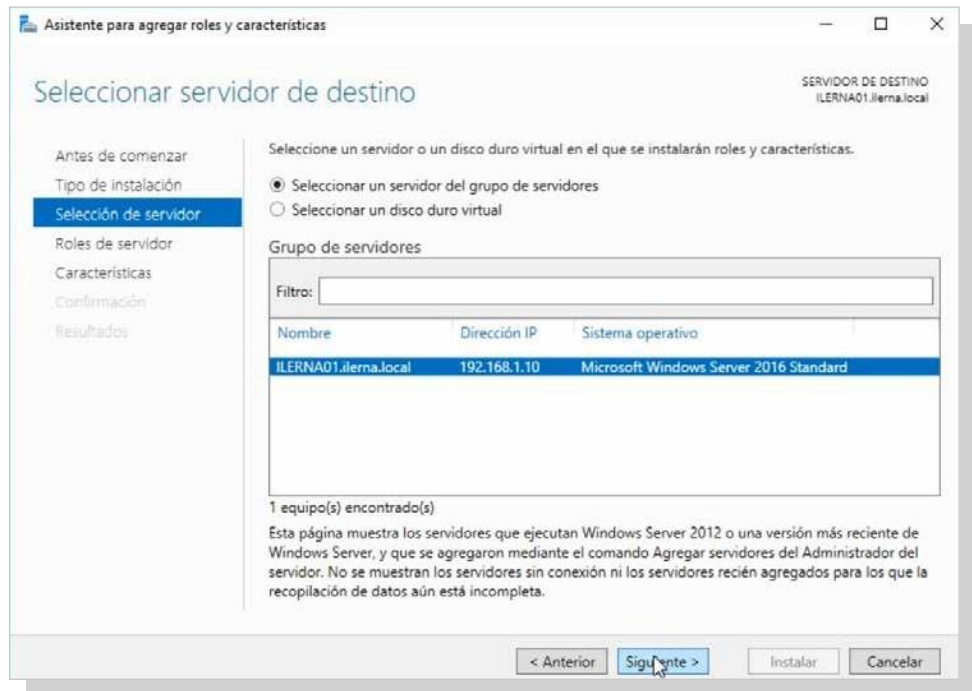 Asistente para agregar roles y características
Seleccionar servidor de destino
SERVIDOR DE DESTINO
ILERNA01.ilerna.local
Antes de comenzar
Tipo de instalación
Selección de servidor
Roles de servidor
Características
Confirmación
Resultados
Seleccione un servidor o un disco duro virtual en el que se instalarán roles y características.
Seleccionar un servidor del grupo de servidores
Seleccionar un disco duro virtual
Grupo de servidores
Filtro:
Nombre Dirección IP Sistema operativo
ILERNA01.ilerna.local 192.168.1.10 Microsoft Windows Server 2016 Standard
1 equipo(s) encontrado(s)
Esta página muestra los servidores que ejecutan Windows Server 2012 o una versión más reciente de
Windows Server, y que se agregaron mediante el comando Agregar servidores del Administrador del
servidor. No se muestran los servidores sin conexión ni los servidores recién agregados para los que la
recopilación de datos aún está incompleta.
< Anterior Siguiente > Instalar Cancelar